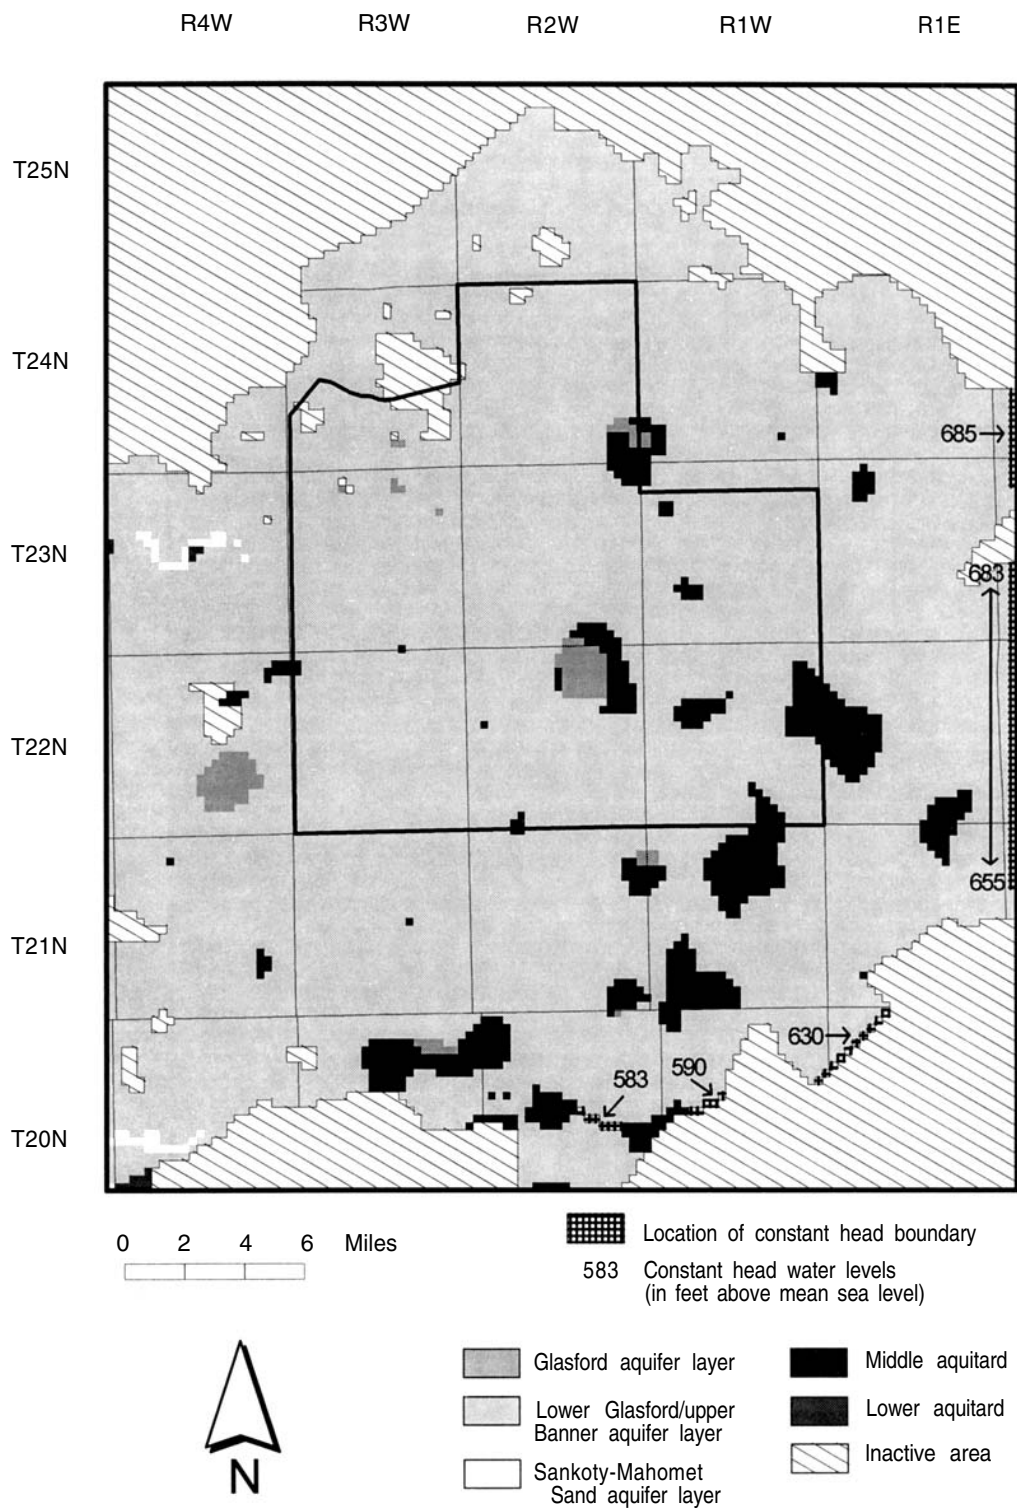 R4W R3W R2W R1W R1E
T25N
T24N
685
T23N
683
T22N
655
T21N
630
590
583
T20N
0 2 4 6 Miles
Location of constant head boundary
583 Constant head water levels
(in feet above mean sea level)
Glasford aquifer layer
Middle aquitard
Lower Glasford/upper
Banner aquifer layer
Lower aquitard
Inactive area
Sankoty-Mahomet
Sand aquifer layer
N